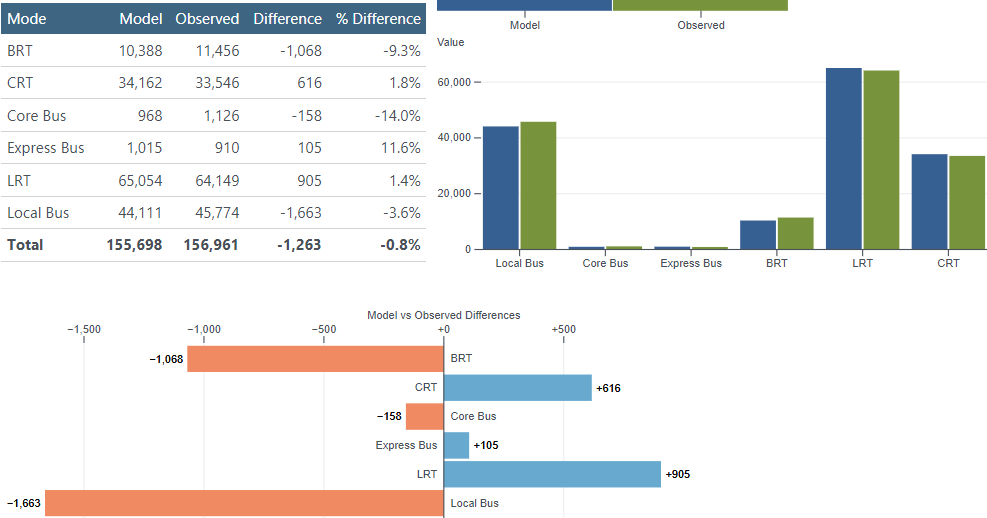 Mode Model Observed Difference % Difference
BRT 10,388 11,456 -1,068 -9.3%
CRT 34,162 33,546 616 1.8%
Core Bus 968 1,126 -158 -14.0%
Express Bus 1,015 910 105 11.6%
LRT 65,054 64,149 905 1.4%
Local Bus 44,111 45,774 -1,663 -3.6%
Total 155,698 156,961 -1,263 -0.8%
Model Observed
Value
60,000
40,000
20,000
0
Local Bus Core Bus Express Bus BRT LRT CRT
Model vs Observed Differences
−1,500 −1,000 −500 +0 +500
−1,068 BRT
CRT +616
−158 Core Bus
Express Bus +105
LRT +905
−1,663 Local Bus